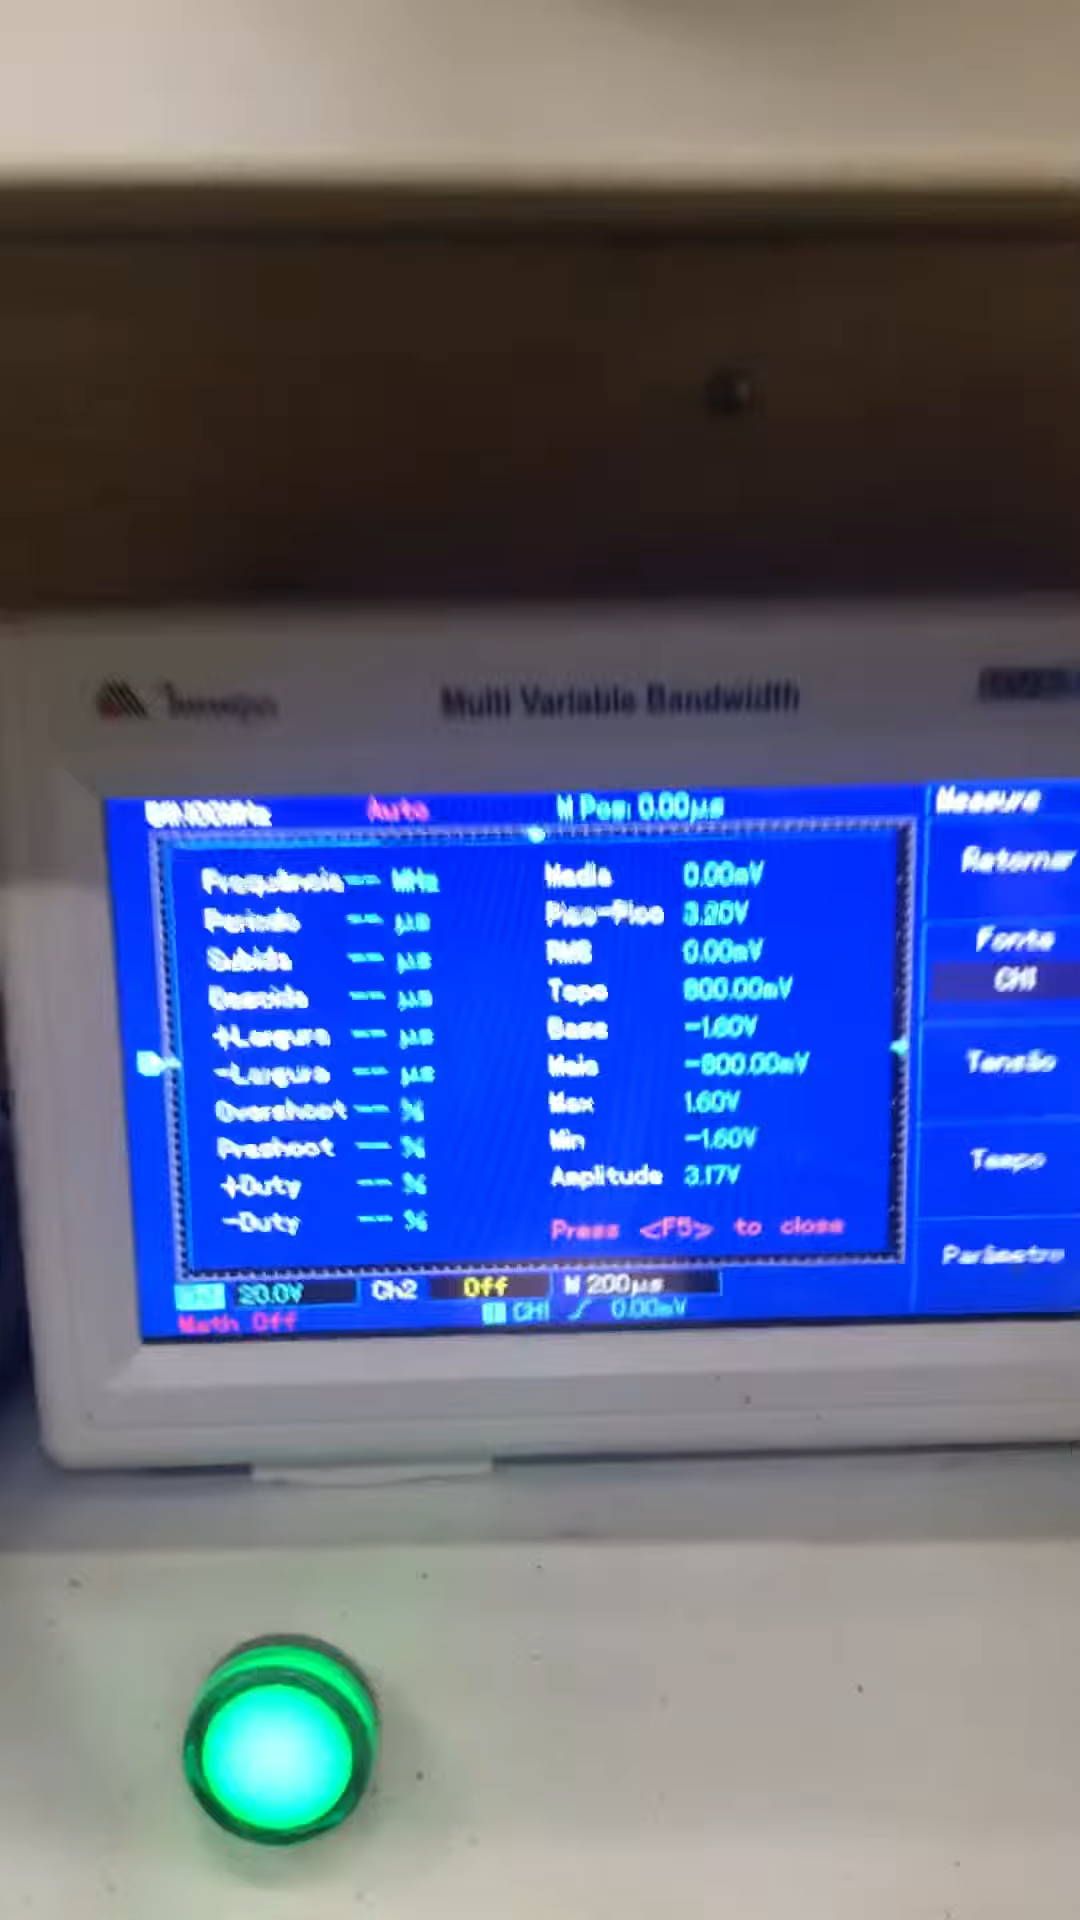 Multi Variable Bandwidth
Auto M Pos: 0.00µs Measure
Frequência -- MHz Media 0.00mV Retornar
Periodo -- µs Pico-Pico 3.20V
Subida -- µs RMS 0.00mV Fonte
Descida -- µs Topo 800.00mV CH1
+Largura -- µs Base -1.60V
-Largura -- µs Meio -800.00mV Tensão
Overshoot -- % Max 1.60V
Preshoot -- % Min -1.60V Tempo
+Duty -- % Amplitude 3.17V
-Duty -- % Press <F5> to close Parâmetro
20.0V Ch2 Off M 200µs
Math Off CH1 0.00mV